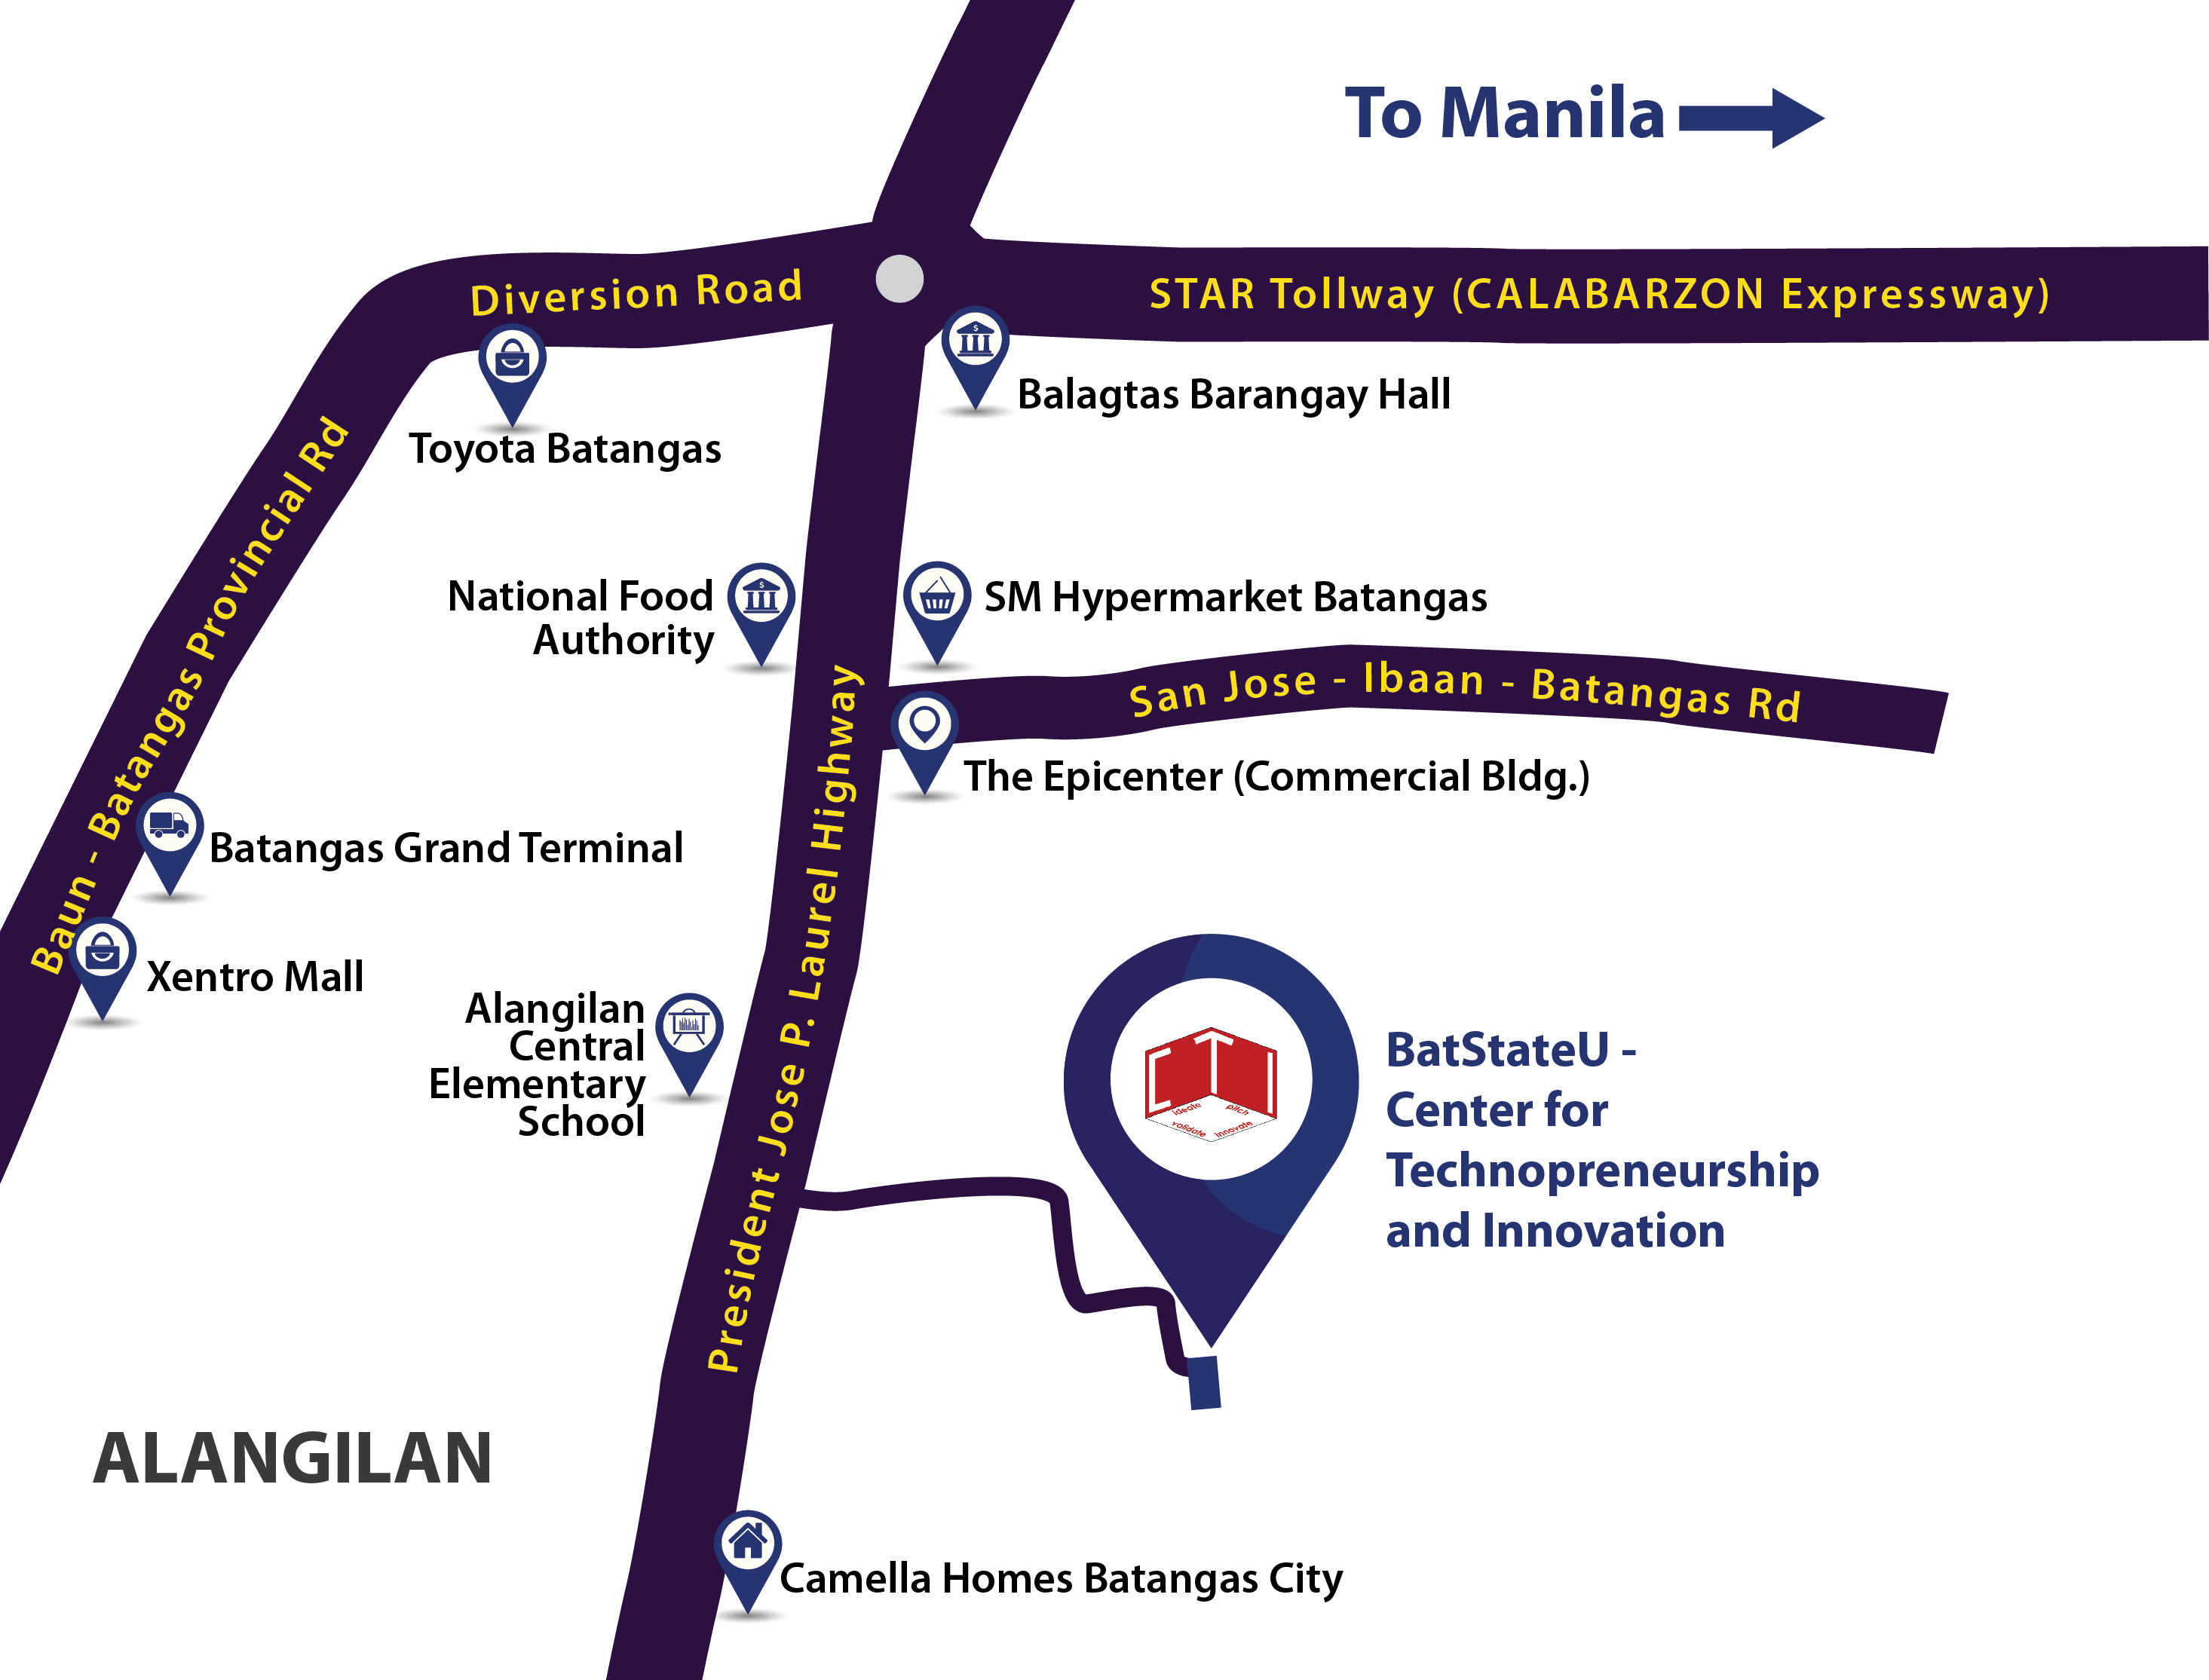 To Manila
Diversion Road
STAR Tollway (CALABARZON Expressway)
Balagtas Barangay Hall
Toyota Batangas
Baun - Batangas Provincial Rd
National Food
Authority
SM Hypermarket Batangas
San Jose - Ibaan - Batangas Rd
The Epicenter (Commercial Bldg.)
President Jose P. Laurel Highway
Batangas Grand Terminal
Xentro Mall
Alangilan
Central
Elementary
School
CTI
ideate
pitch
validate
innovate
BatStateU -
Center for
Technopreneurship
and Innovation
ALANGILAN
Camella Homes Batangas City